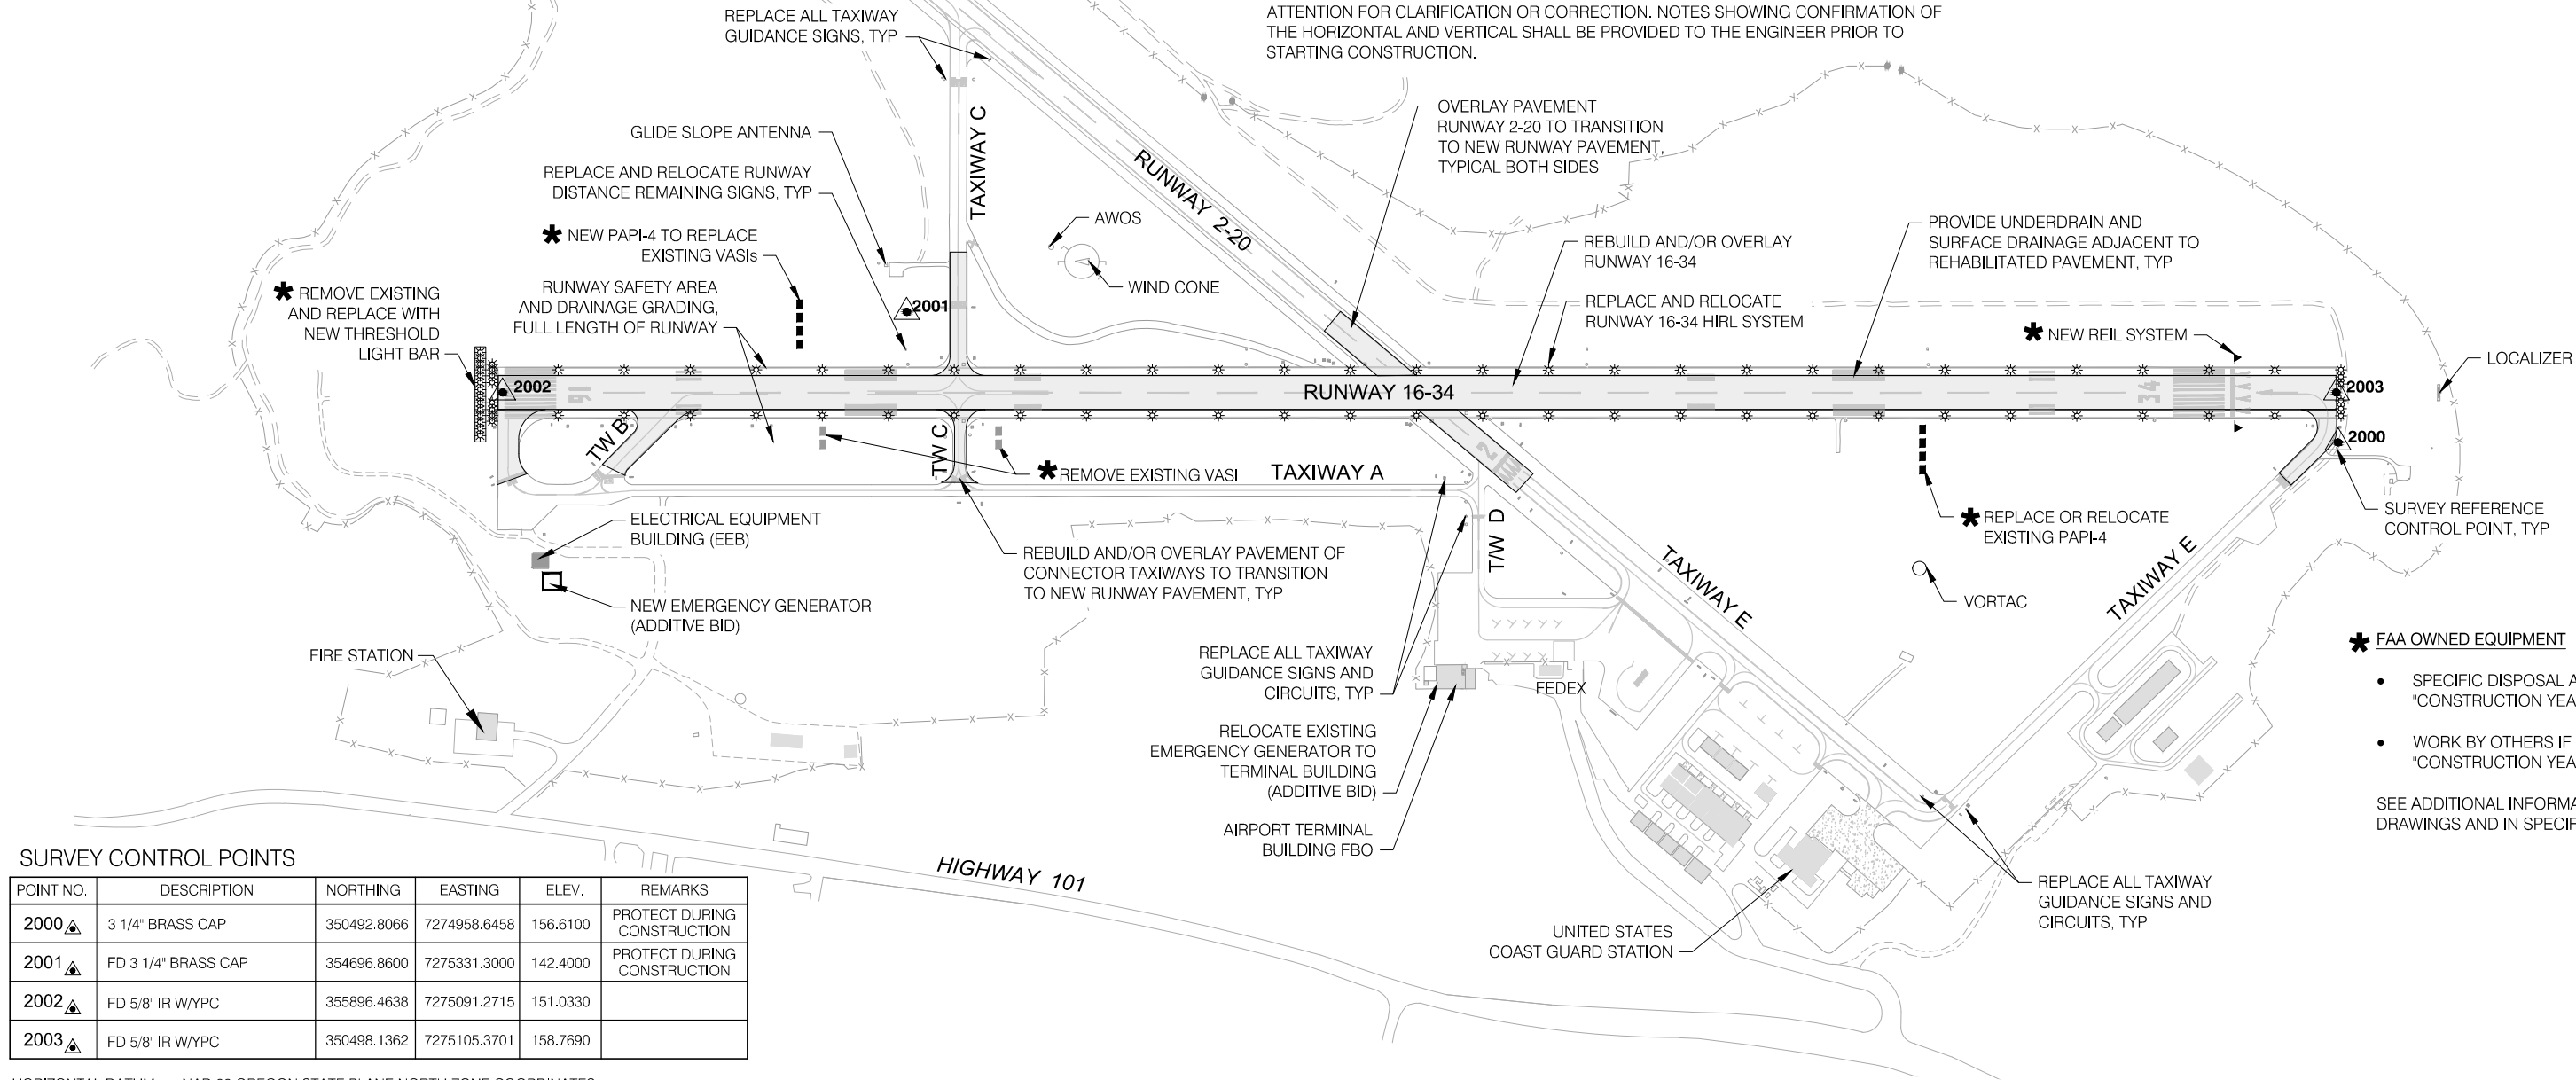 ATTENTION FOR CLARIFICATION OR CORRECTION. NOTES SHOWING CONFIRMATION OF
THE HORIZONTAL AND VERTICAL SHALL BE PROVIDED TO THE ENGINEER PRIOR TO
STARTING CONSTRUCTION.
REPLACE ALL TAXIWAY
GUIDANCE SIGNS, TYP
GLIDE SLOPE ANTENNA
REPLACE AND RELOCATE RUNWAY
DISTANCE REMAINING SIGNS, TYP
* NEW PAPI-4 TO REPLACE
EXISTING VASIs
* REMOVE EXISTING
AND REPLACE WITH
NEW THRESHOLD
LIGHT BAR
RUNWAY SAFETY AREA
AND DRAINAGE GRADING,
FULL LENGTH OF RUNWAY
TAXIWAY C
2001
AWOS
WIND CONE
RUNWAY 2-20
OVERLAY PAVEMENT
RUNWAY 2-20 TO TRANSITION
TO NEW RUNWAY PAVEMENT,
TYPICAL BOTH SIDES
REBUILD AND/OR OVERLAY
RUNWAY 16-34
REPLACE AND RELOCATE
RUNWAY 16-34 HIRL SYSTEM
PROVIDE UNDERDRAIN AND
SURFACE DRAINAGE ADJACENT TO
REHABILITATED PAVEMENT, TYP
* NEW REIL SYSTEM
LOCALIZER
2002
16
RUNWAY 16-34
34
2003
2000
TW B
TW C
* REMOVE EXISTING VASI
TAXIWAY A
2
SURVEY REFERENCE
CONTROL POINT, TYP
* REPLACE OR RELOCATE
EXISTING PAPI-4
ELECTRICAL EQUIPMENT
BUILDING (EEB)
NEW EMERGENCY GENERATOR
(ADDITIVE BID)
REBUILD AND/OR OVERLAY PAVEMENT OF
CONNECTOR TAXIWAYS TO TRANSITION
TO NEW RUNWAY PAVEMENT, TYP
T/W D
TAXIWAY E
VORTAC
TAXIWAY E
FIRE STATION
REPLACE ALL TAXIWAY
GUIDANCE SIGNS AND
CIRCUITS, TYP
FEDEX
RELOCATE EXISTING
EMERGENCY GENERATOR TO
TERMINAL BUILDING
(ADDITIVE BID)
AIRPORT TERMINAL
BUILDING FBO
* FAA OWNED EQUIPMENT
• SPECIFIC DISPOSAL A
"CONSTRUCTION YEA
• WORK BY OTHERS IF
"CONSTRUCTION YEA
SEE ADDITIONAL INFORMA
DRAWINGS AND IN SPECIF
HIGHWAY 101
UNITED STATES
COAST GUARD STATION
REPLACE ALL TAXIWAY
GUIDANCE SIGNS AND
CIRCUITS, TYP
SURVEY CONTROL POINTS
POINT NO. DESCRIPTION NORTHING EASTING ELEV. REMARKS
2000 3 1/4" BRASS CAP 350492.8066 7274958.6458 156.6100 PROTECT DURING CONSTRUCTION
2001 FD 3 1/4" BRASS CAP 354696.8600 7275331.3000 142.4000 PROTECT DURING CONSTRUCTION
2002 FD 5/8" IR W/YPC 355896.4638 7275091.2715 151.0330
2003 FD 5/8" IR W/YPC 350498.1362 7275105.3701 158.7690